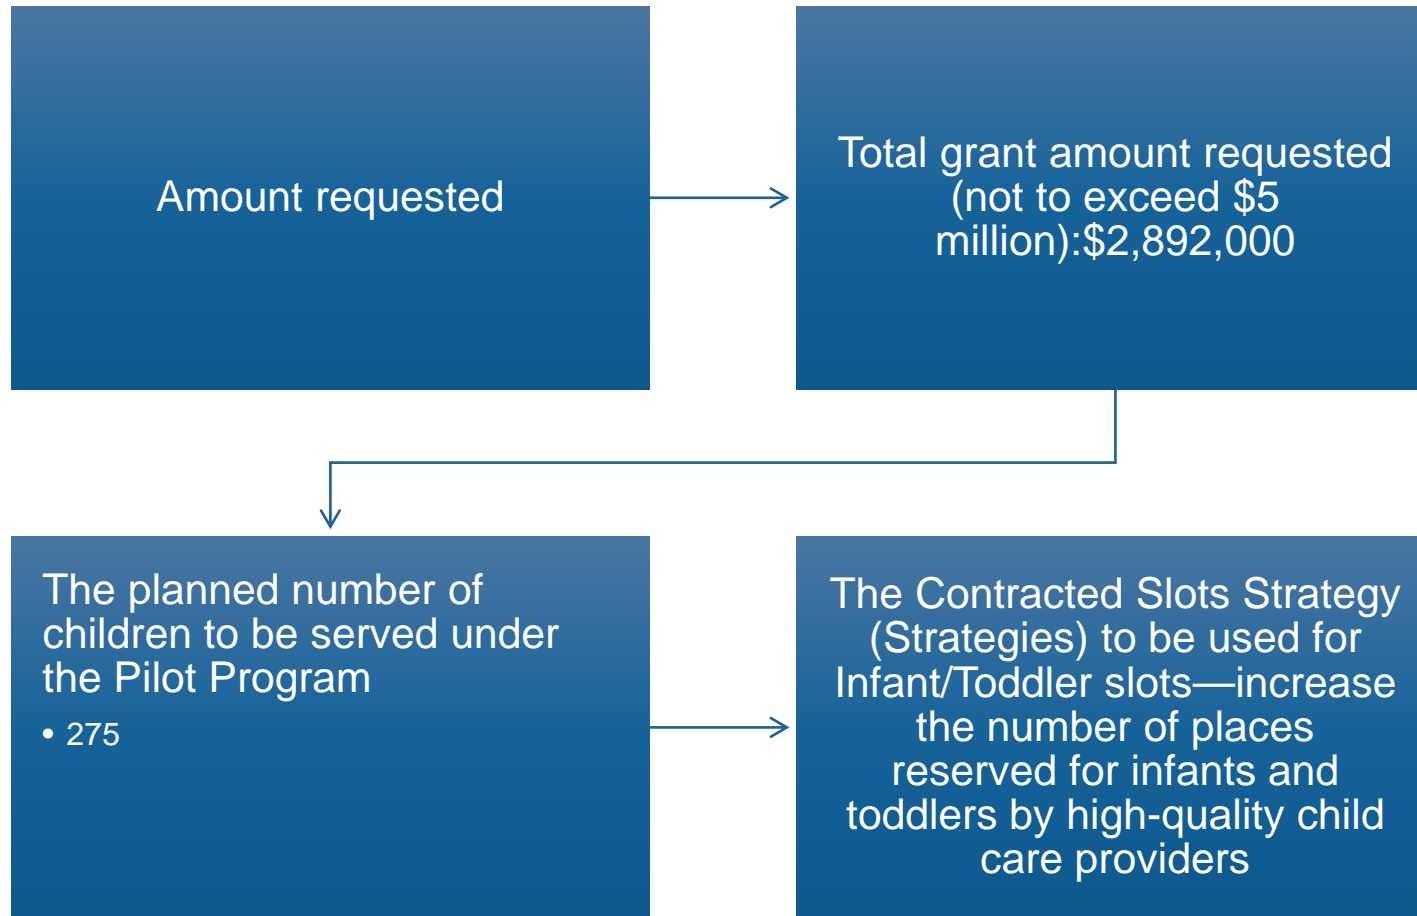 Amount requested
Total grant amount requested
(not to exceed $5
million):$2,892,000
The planned number of
children to be served under
the Pilot Program
• 275
The Contracted Slots Strategy
(Strategies) to be used for
Infant/Toddler slots—increase
the number of places
reserved for infants and
toddlers by high-quality child
care providers